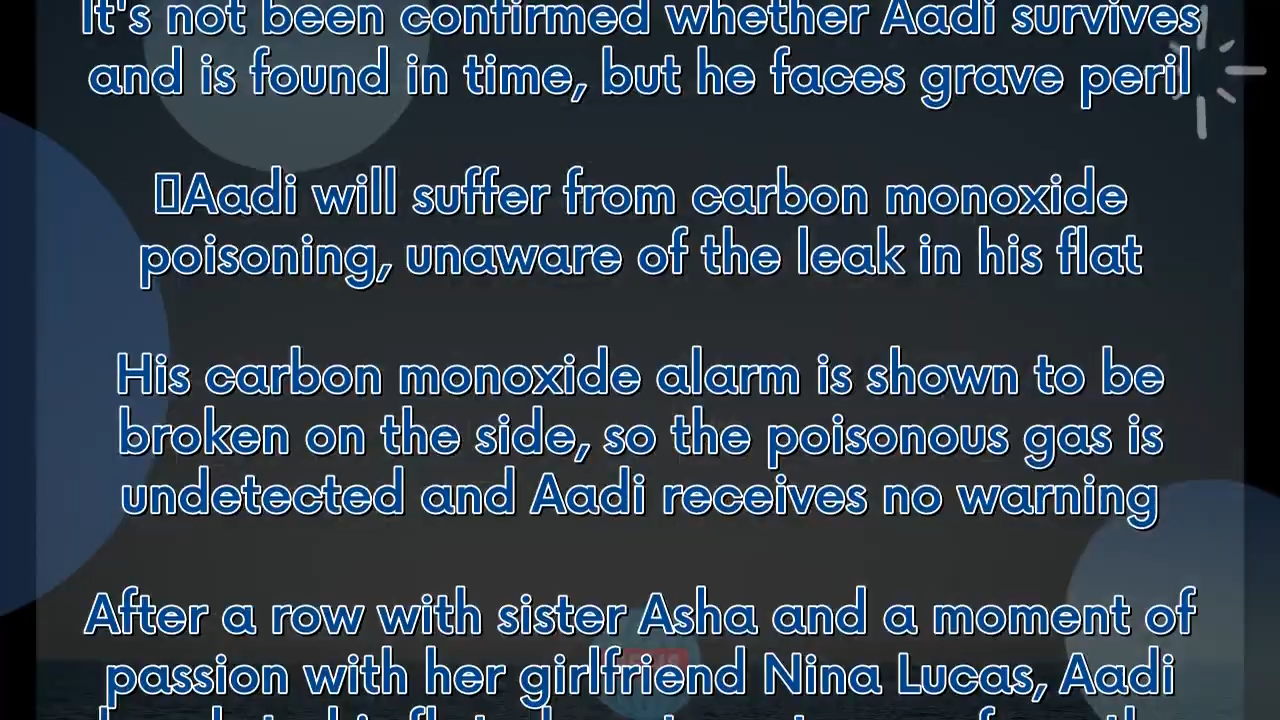 It's not been confirmed whether Aadi survives
and is found in time, but he faces grave peril
Aadi will suffer from carbon monoxide
poisoning, unaware of the leak in his flat
His carbon monoxide alarm is shown to be
broken on the side, so the poisonous gas is
undetected and Aadi receives no warning
After a row with sister Asha and a moment of
passion with her girlfriend Nina Lucas, Aadi